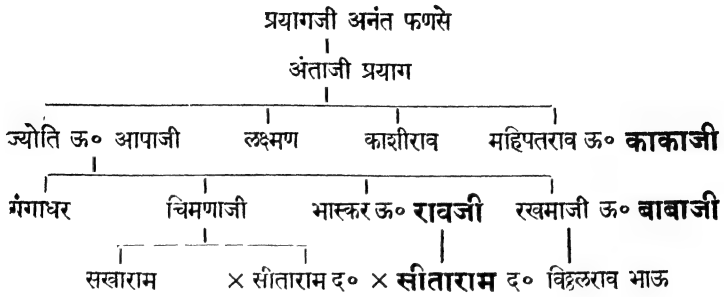 प्रयागजी अनंत फणसे
अंताजी प्रयाग
ज्योति ऊ० आपाजी लक्ष्मण काशीराव महिपतराव ऊ० काकाजी
गंगाधर चिमणाजी भास्कर ऊ० रावजी रखमाजी ऊ० बाबाजी
सखाराम × सीताराम द० × सीताराम द० विठ्ठलराव भाऊ